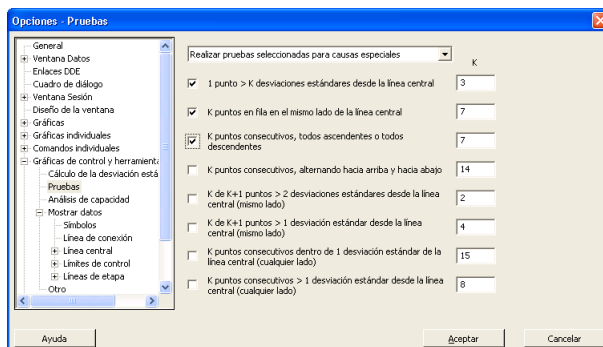 Opciones - Pruebas
General
Ventana Datos
Enlaces DDE
Cuadro de diálogo
Ventana Sesión
Diseño de la ventana
Gráficas
Gráficas individuales
Comandos individuales
Gráficas de control y herramienta
Cálculo de la desviación está
Pruebas
Análisis de capacidad
Mostrar datos
Símbolos
Línea de conexión
Línea central
Límites de control
Líneas de etapa
Otro
Realizar pruebas seleccionadas para causas especiales
K
1 punto > K desviaciones estándares desde la línea central
3
K puntos en fila en el mismo lado de la línea central
7
K puntos consecutivos, todos ascendentes o todos
descendentes
7
K puntos consecutivos, alternando hacia arriba y hacia abajo
14
K de K+1 puntos > 2 desviaciones estándares desde la línea
central (mismo lado)
2
K de K+1 puntos > 1 desviación estándar desde la línea
central (mismo lado)
4
K puntos consecutivos dentro de 1 desviación estándar de la
línea central (cualquier lado)
15
K puntos consecutivos > 1 desviación estándar desde la línea
central (cualquier lado)
8
Ayuda
Aceptar
Cancelar